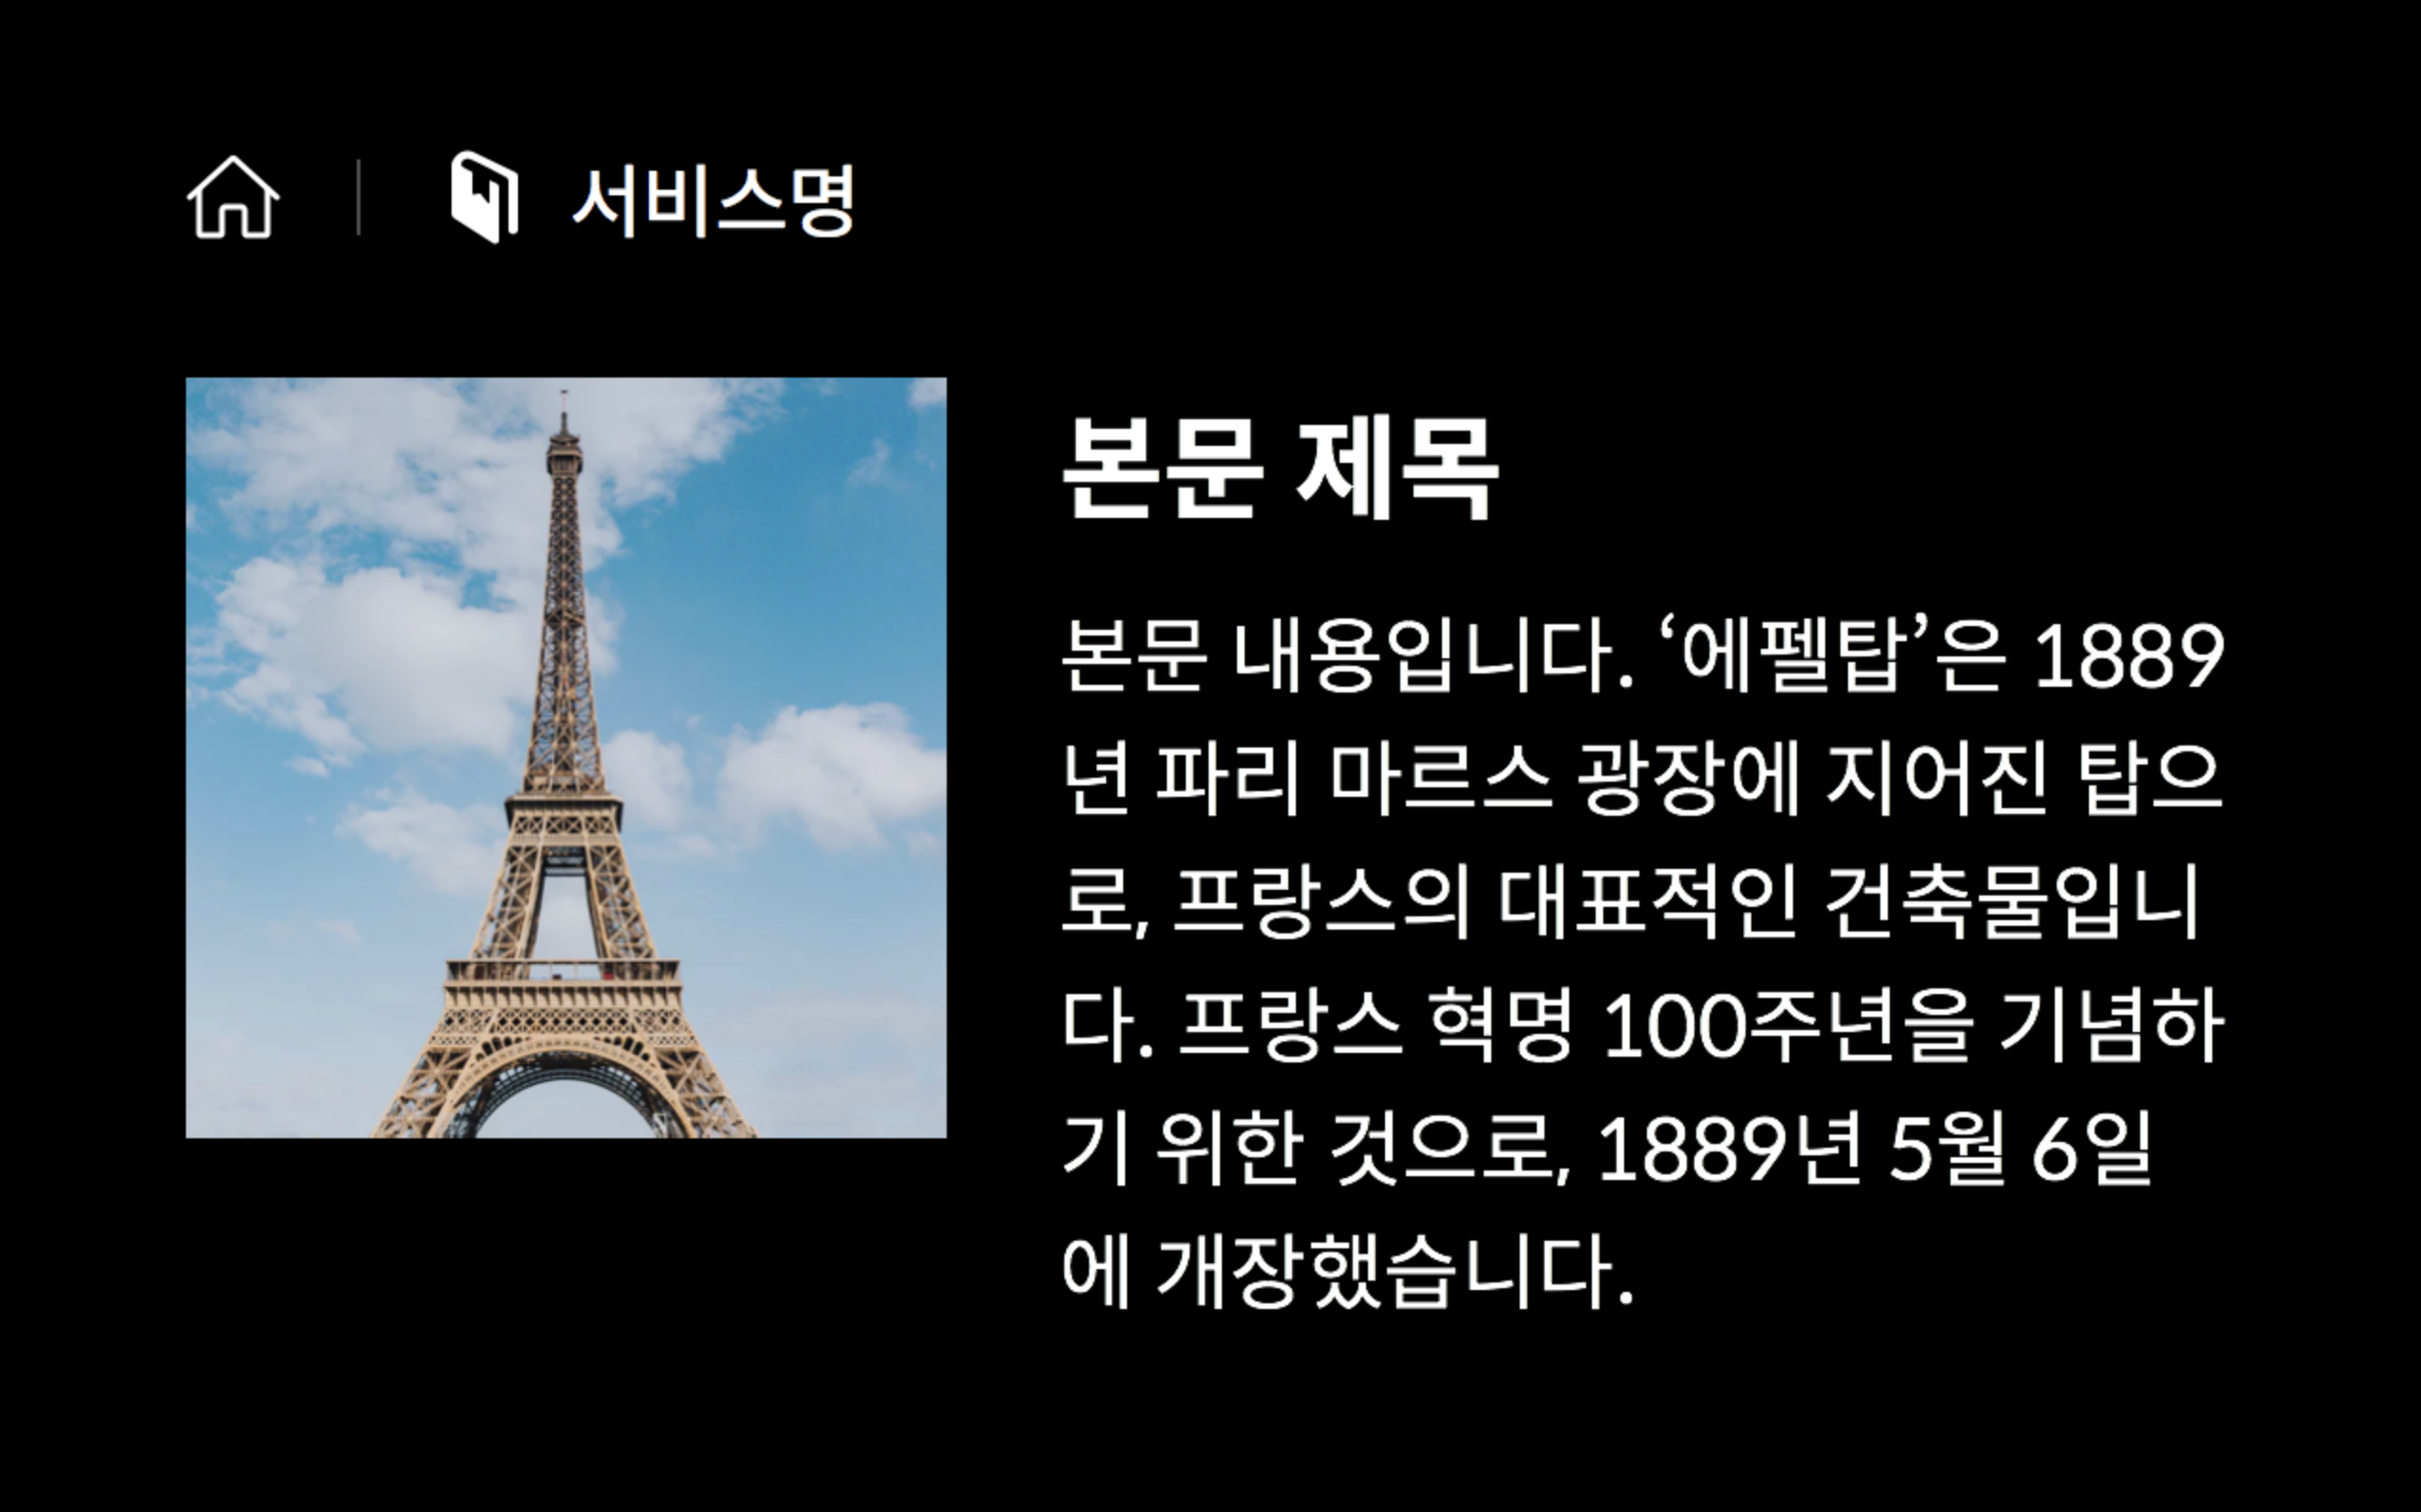 서비스명
본문 제목
본문 내용입니다. ‘에펠탑’은 1889
년 파리 마르스 광장에 지어진 탑으
로, 프랑스의 대표적인 건축물입니
다. 프랑스 혁명 100주년을 기념하
기 위한 것으로, 1889년 5월 6일
에 개장했습니다.